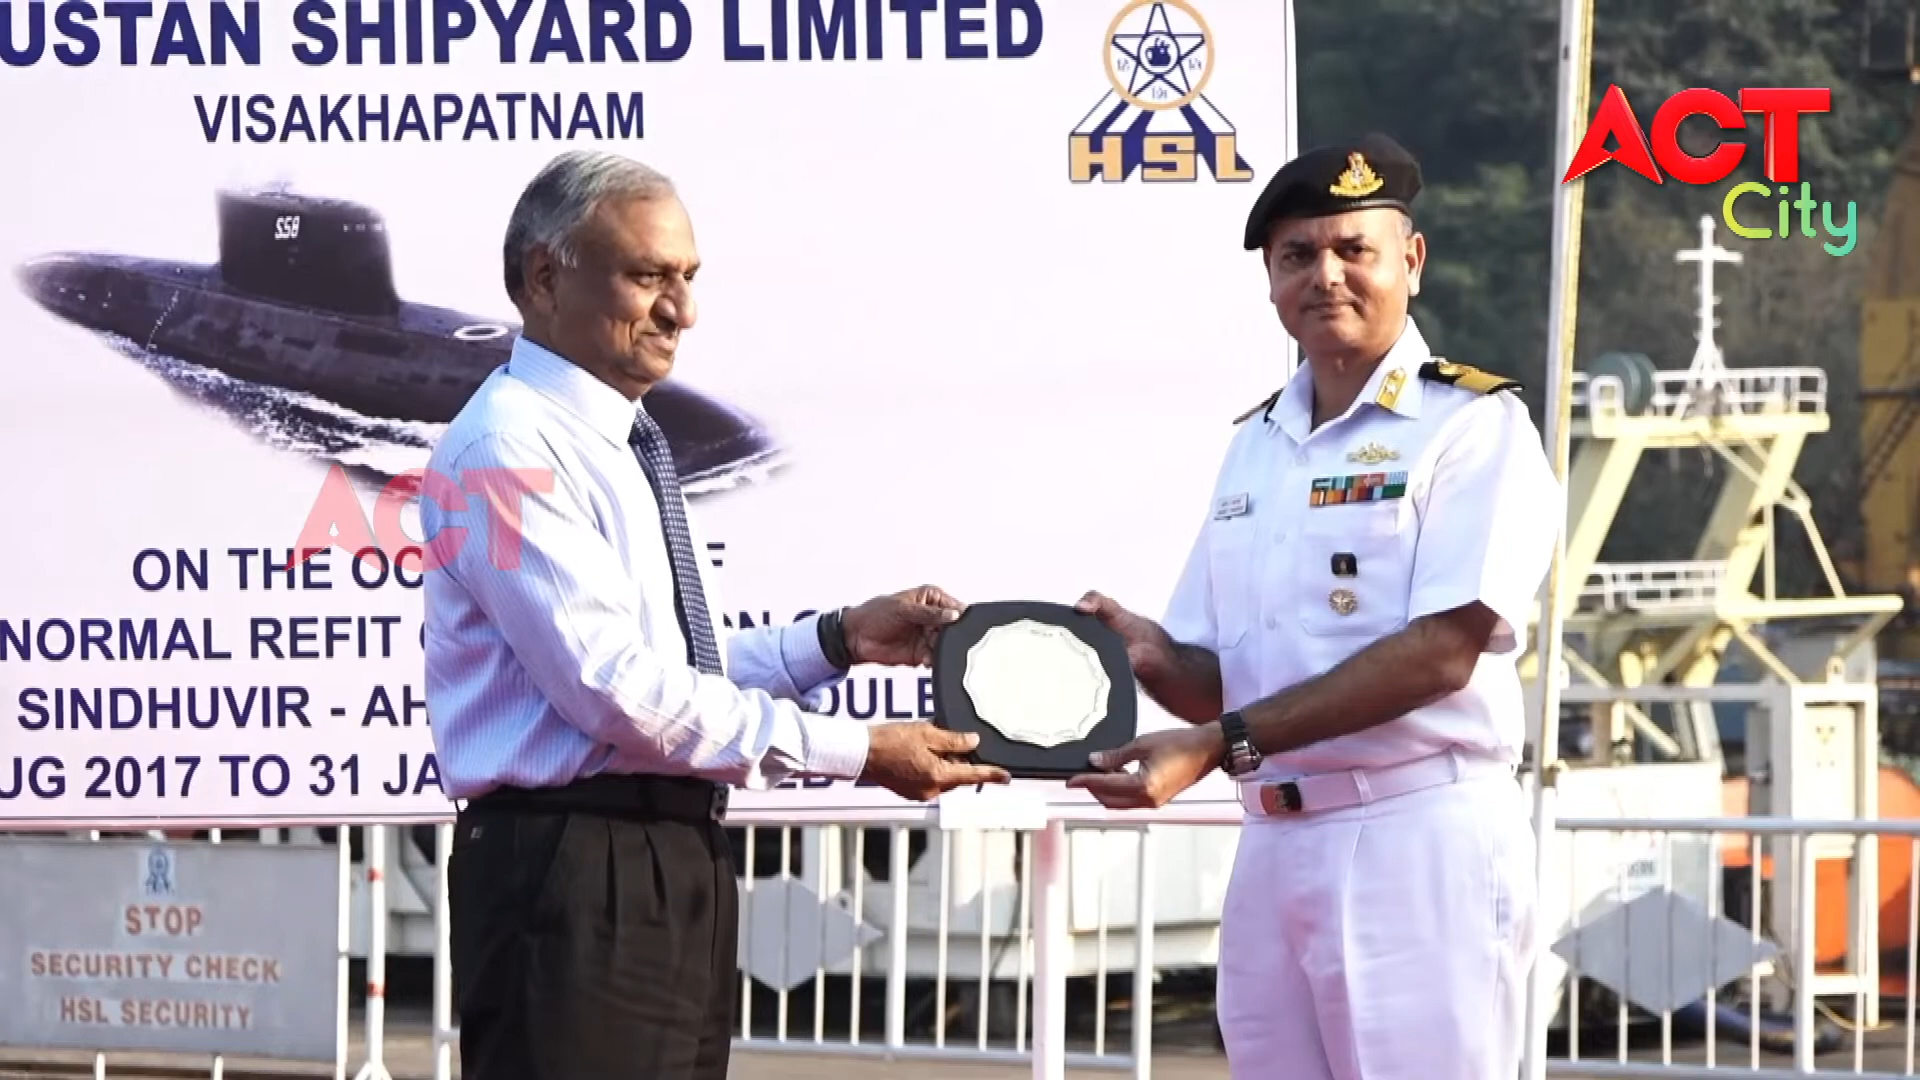 USTAN SHIPYARD LIMITED
VISAKHAPATNAM
HSL
ACT
City
S58
ACT
ON THE OC
NORMAL REFIT
SINDHUVIR - AH
DULE
UG 2017 TO 31 JA
STOP
SECURITY CHECK
HSL SECURITY